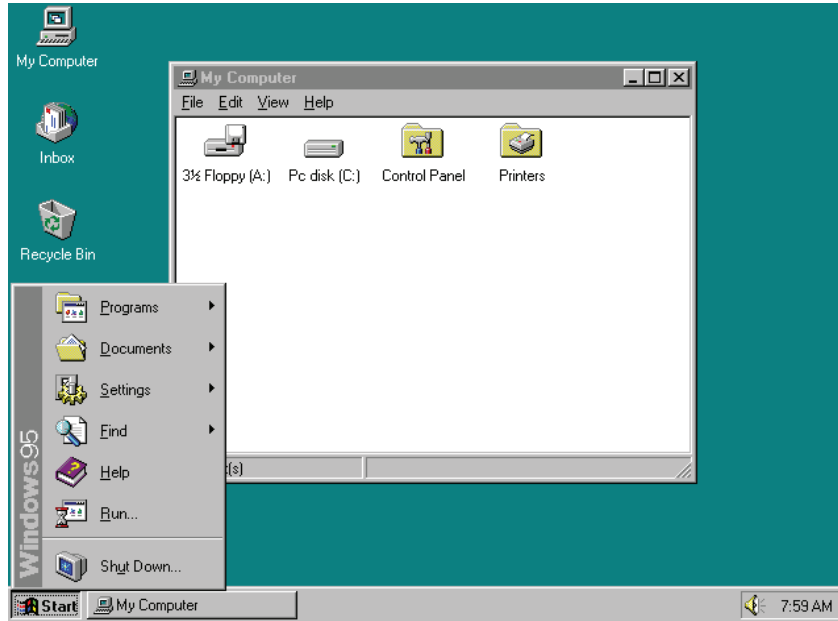 My Computer
Inbox
Recycle Bin
My Computer
File Edit View Help
3½ Floppy (A:) Pc disk (C:) Control Panel Printers
(s)
Programs
Documents
Settings
Find
Help
Run...
Shut Down...
Windows95
Start
My Computer
7:59 AM